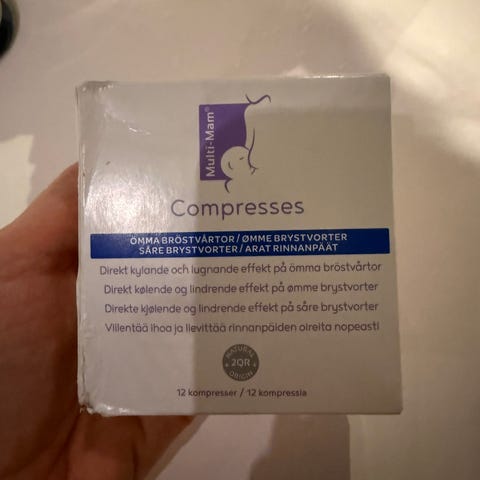 Multi-Mam®
Compresses
ÖMMA BRÖSTVÅRTOR / ØMME BRYSTVORTER
SÅRE BRYSTVORTER / ARAT RINNANPÄÄT
Direkt kylande och lugnande effekt på ömma bröstvårtor
Direkt kølende og lindrende effekt på ømme brystvorter
Direkte kjølende og lindrende effekt på såre brystvorter
Viilentää ihoa ja lievittää rinnanpäiden oireita nopeasti
NATURAL
2QR
ORIGIN
12 kompresser / 12 kompressia